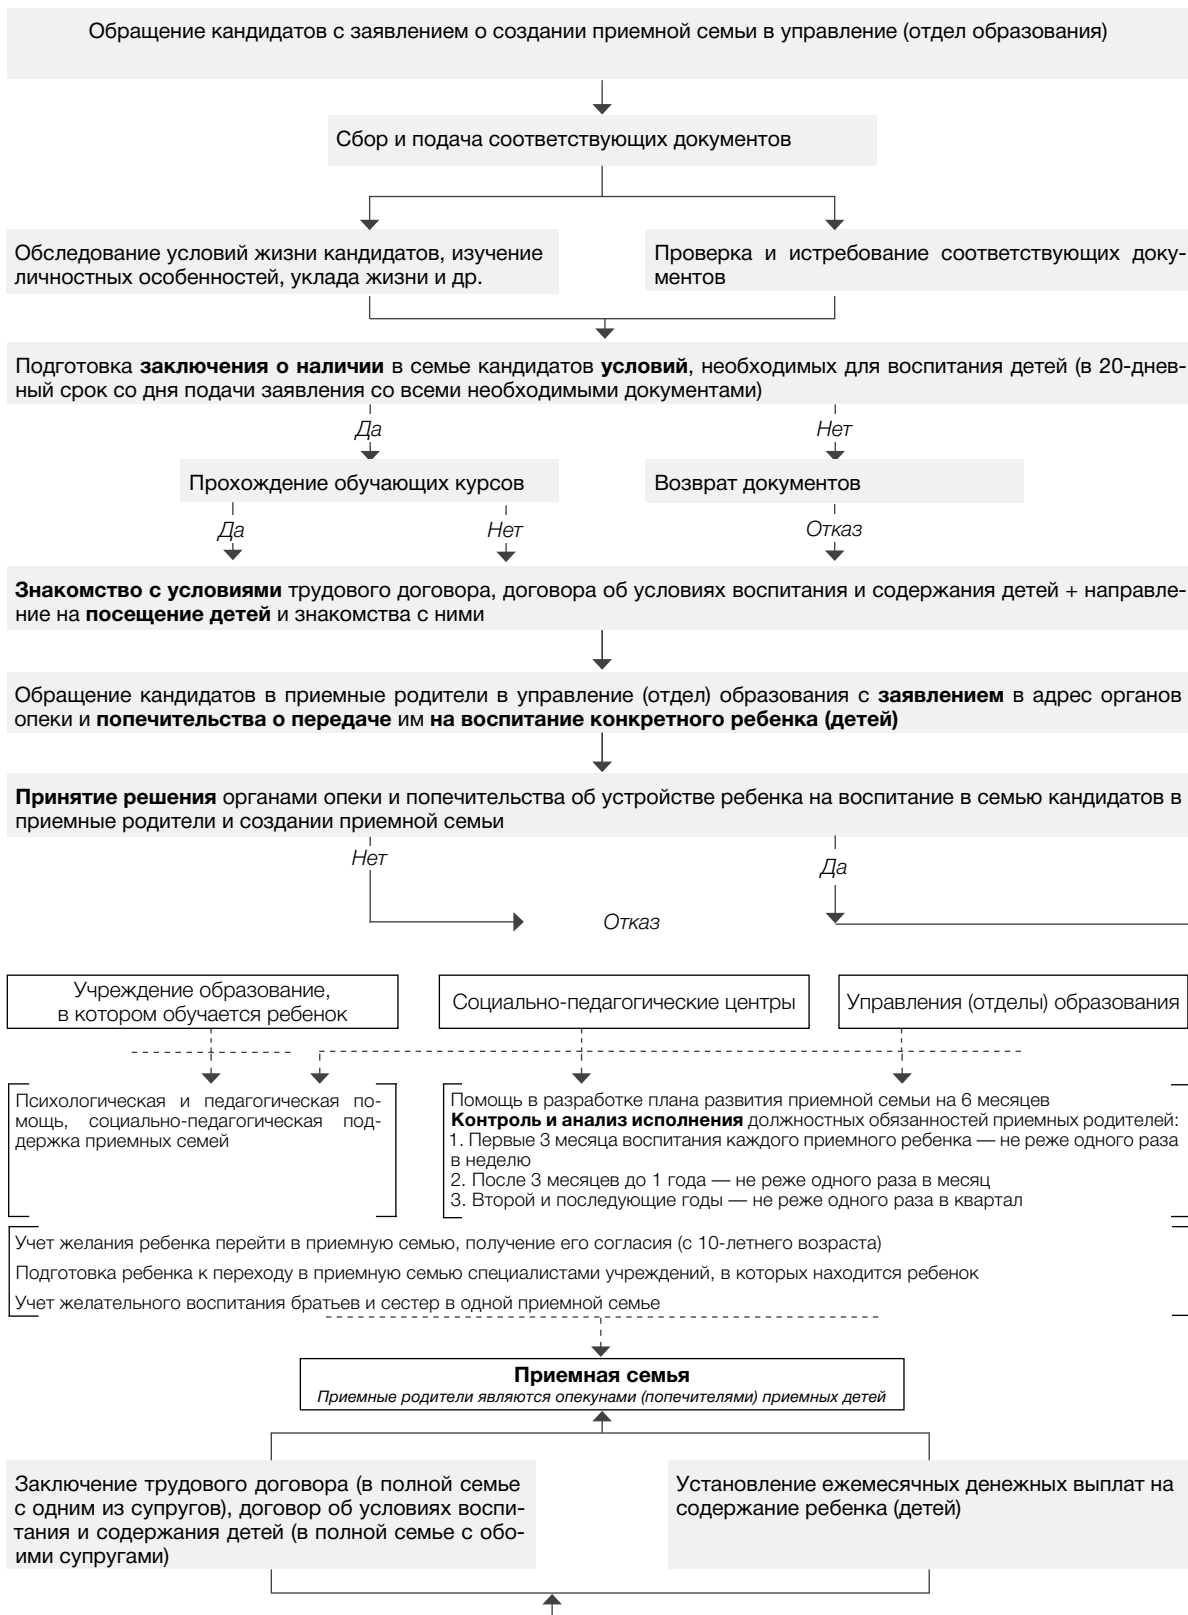 Обращение кандидатов с заявлением о создании приемной семьи в управление (отдел образования)
Сбор и подача соответствующих документов
Обследование условий жизни кандидатов, изучение
личностных особенностей, уклада жизни и др.
Проверка и истребование соответствующих доку-
ментов
Подготовка заключения о наличии в семье кандидатов условий, необходимых для воспитания детей (в 20-днев-
ный срок со дня подачи заявления со всеми необходимыми документами)
Да
Нет
Прохождение обучающих курсов
Возврат документов
Да
Нет
Отказ
Знакомство с условиями трудового договора, договора об условиях воспитания и содержания детей + направле-
ние на посещение детей и знакомства с ними
Обращение кандидатов в приемные родители в управление (отдел) образования с заявлением в адрес органов
опеки и попечительства о передаче им на воспитание конкретного ребенка (детей)
Принятие решения органами опеки и попечительства об устройстве ребенка на воспитание в семью кандидатов в
приемные родители и создании приемной семьи
Нет
Да
Отказ
Учреждение образование,
в котором обучается ребенок
Социально-педагогические центры
Управления (отделы) образования
Психологическая и педагогическая по-
мощь, социально-педагогическая под-
держка приемных семей
Помощь в разработке плана развития приемной семьи на 6 месяцев
Контроль и анализ исполнения должностных обязанностей приемных родителей:
1. Первые 3 месяца воспитания каждого приемного ребенка — не реже одного раза
в неделю
2. После 3 месяцев до 1 года — не реже одного раза в месяц
3. Второй и последующие годы — не реже одного раза в квартал
Учет желания ребенка перейти в приемную семью, получение его согласия (с 10-летнего возраста)
Подготовка ребенка к переходу в приемную семью специалистами учреждений, в которых находится ребенок
Учет желательного воспитания братьев и сестер в одной приемной семье
Приемная семья
Приемные родители являются опекунами (попечителями) приемных детей
Заключение трудового договора (в полной семье
с одним из супругов), договор об условиях воспи-
тания и содержания детей (в полной семье с обо-
ими супругами)
Установление ежемесячных денежных выплат на
содержание ребенка (детей)